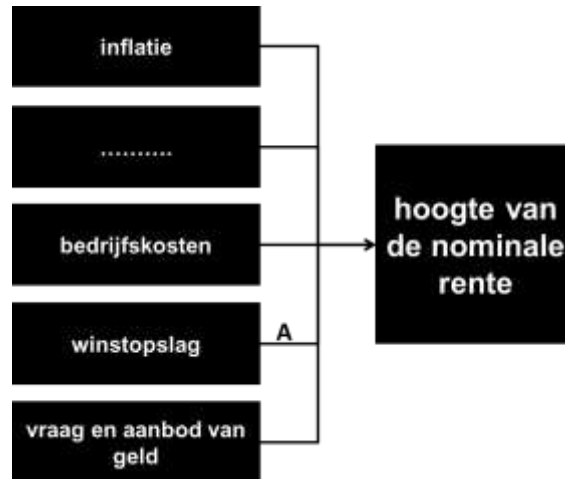 inflatie
..........
bedrijfskosten
winstopslag
A
vraag en aanbod van
geld
hoogte van
de nominale
rente